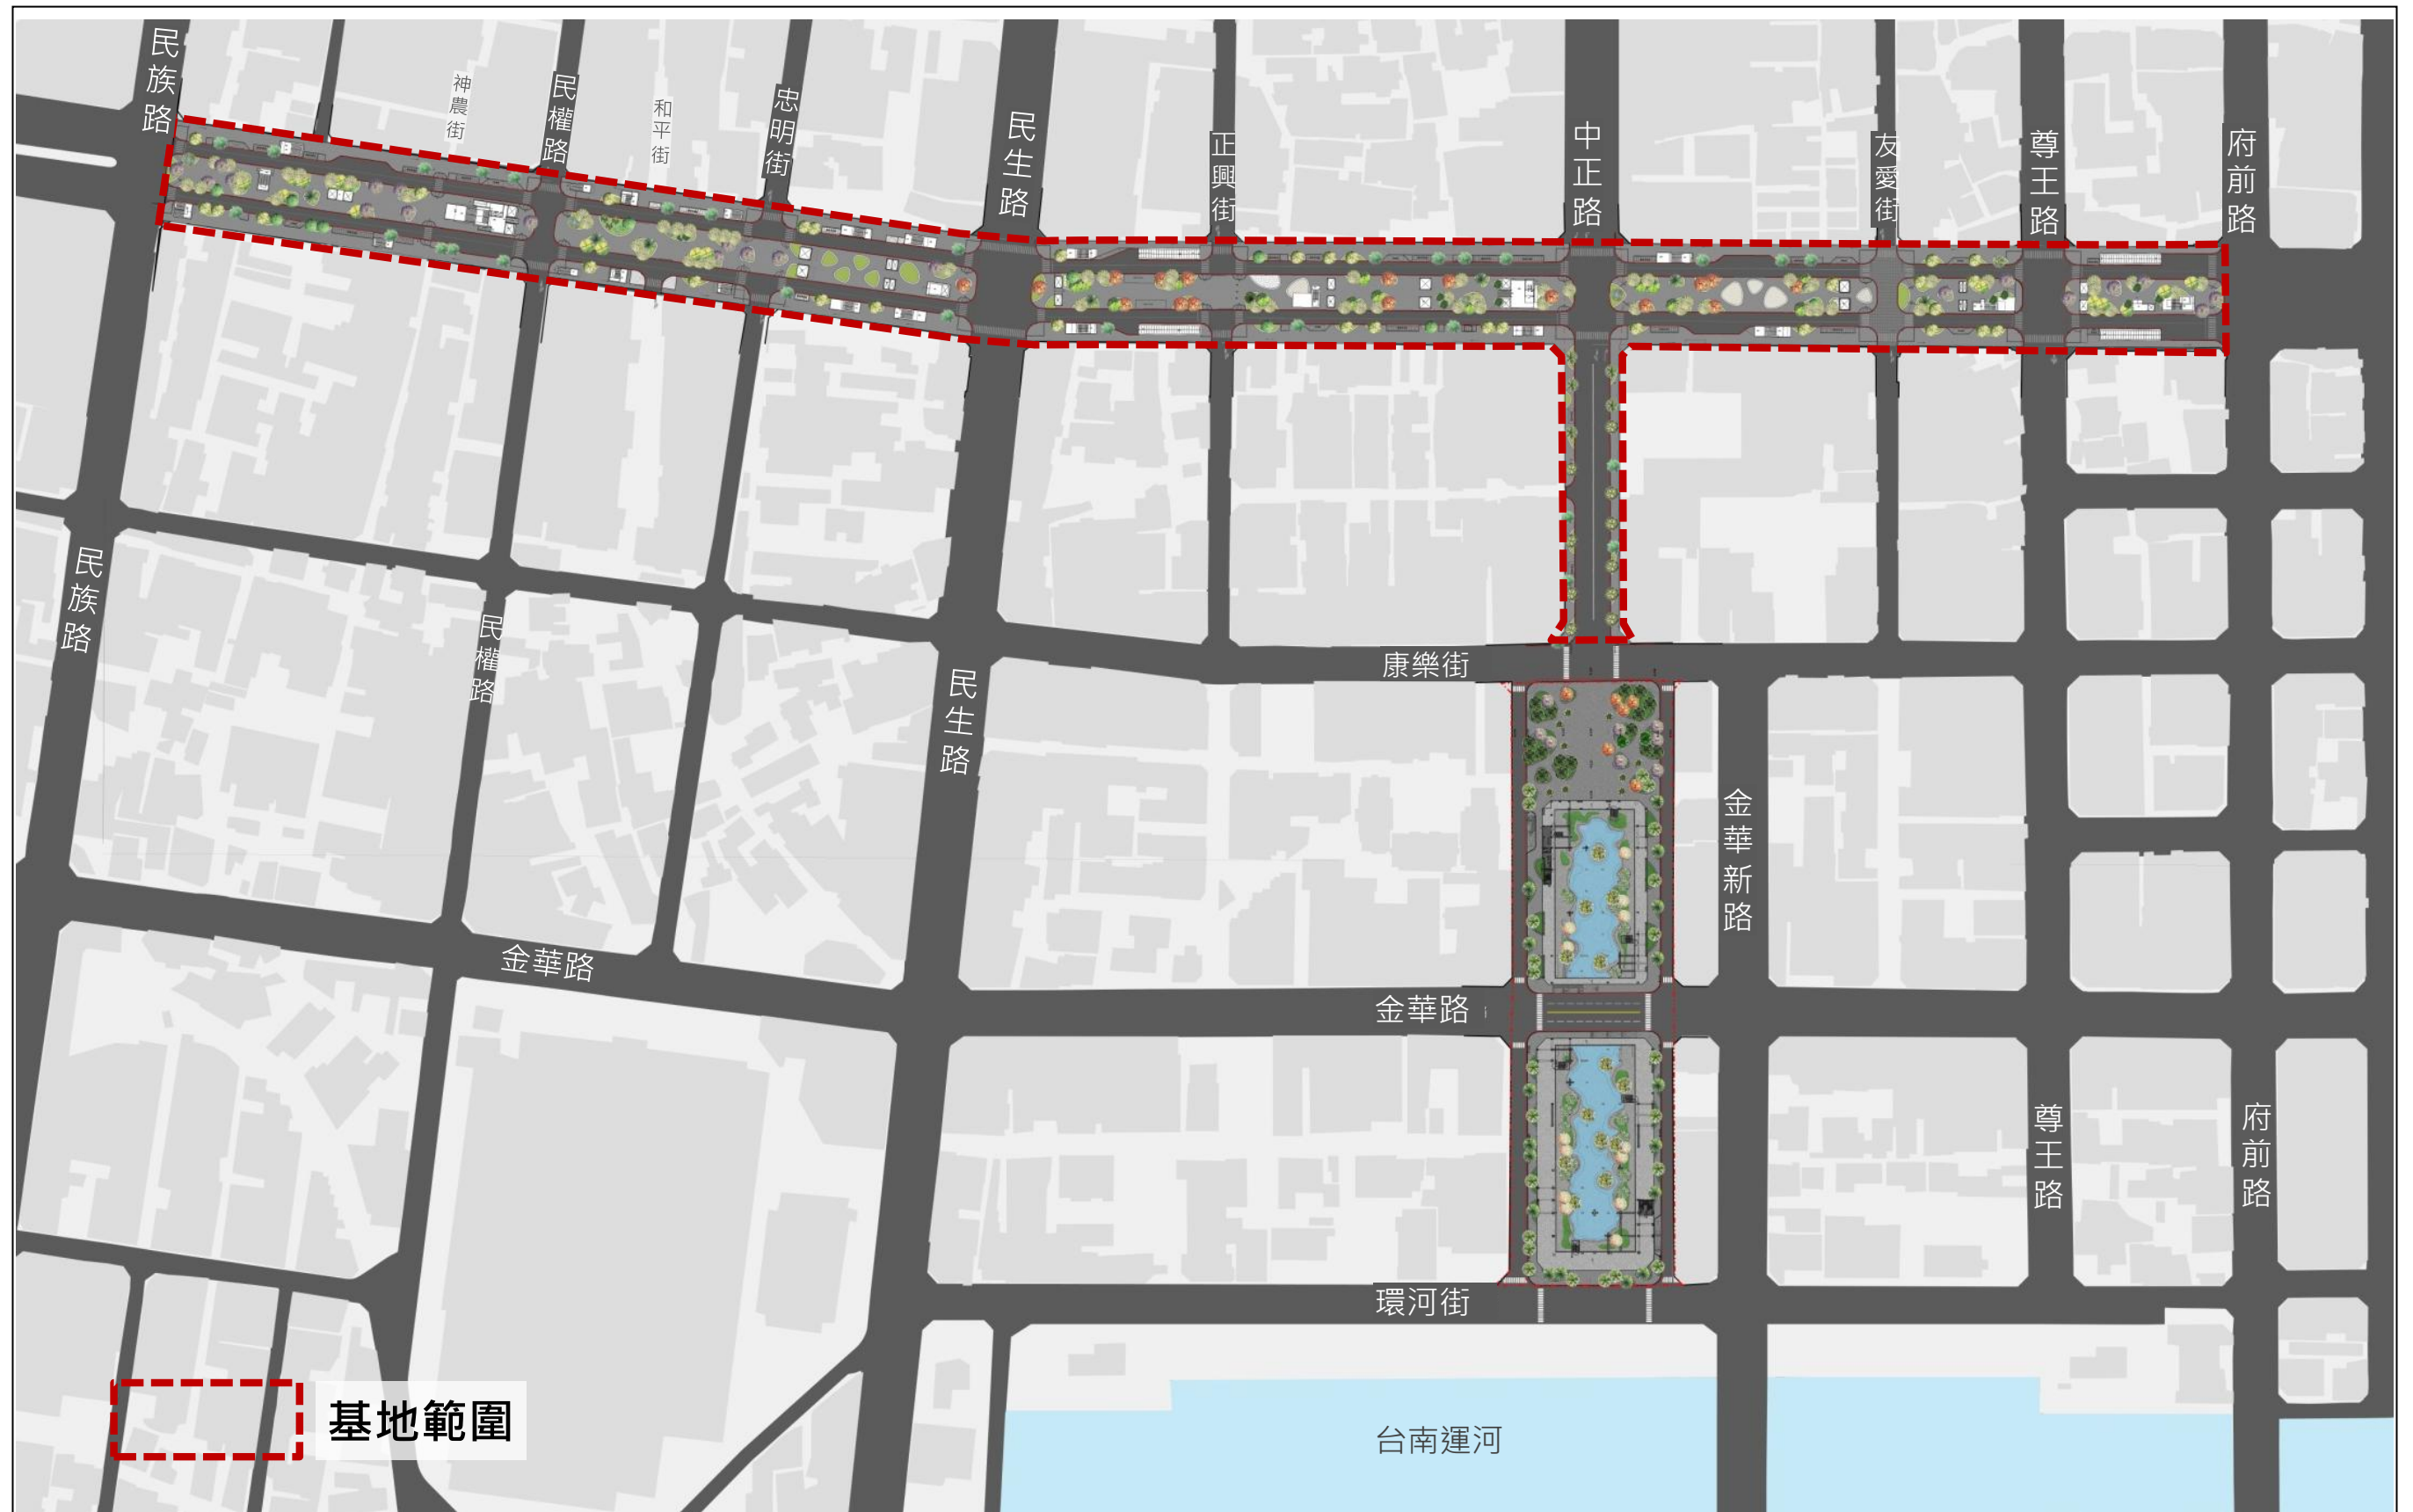 民族路
神農街
民權路
和平街
忠明街
民生路
正興街
中正路
友愛街
尊王路
府前路
民族路
民權路
民生路
康樂街
金華新路
金華路
金華路
尊王路
府前路
環河街
基地範圍
台南運河